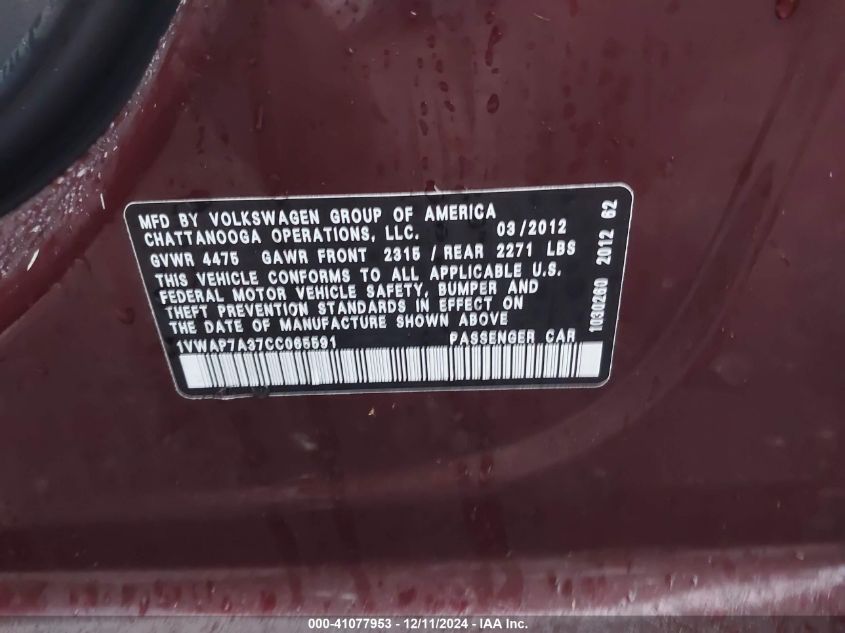 MFD BY VOLKSWAGEN GROUP OF AMERICA
CHATTANOOGA OPERATIONS, LLC. 03/2012
GVWR 4475 GAWR FRONT 2315 / REAR 2271 LBS
THIS VEHICLE CONFORMS TO ALL APPLICABLE U.S.
FEDERAL MOTOR VEHICLE SAFETY, BUMPER AND
THEFT PREVENTION STANDARDS IN EFFECT ON
THE DATE OF MANUFACTURE SHOWN ABOVE
1VWAP7A37CC065591 PASSENGER CAR
1030260 2012 62
000-41077953 - 12/11/2024 - IAA Inc.